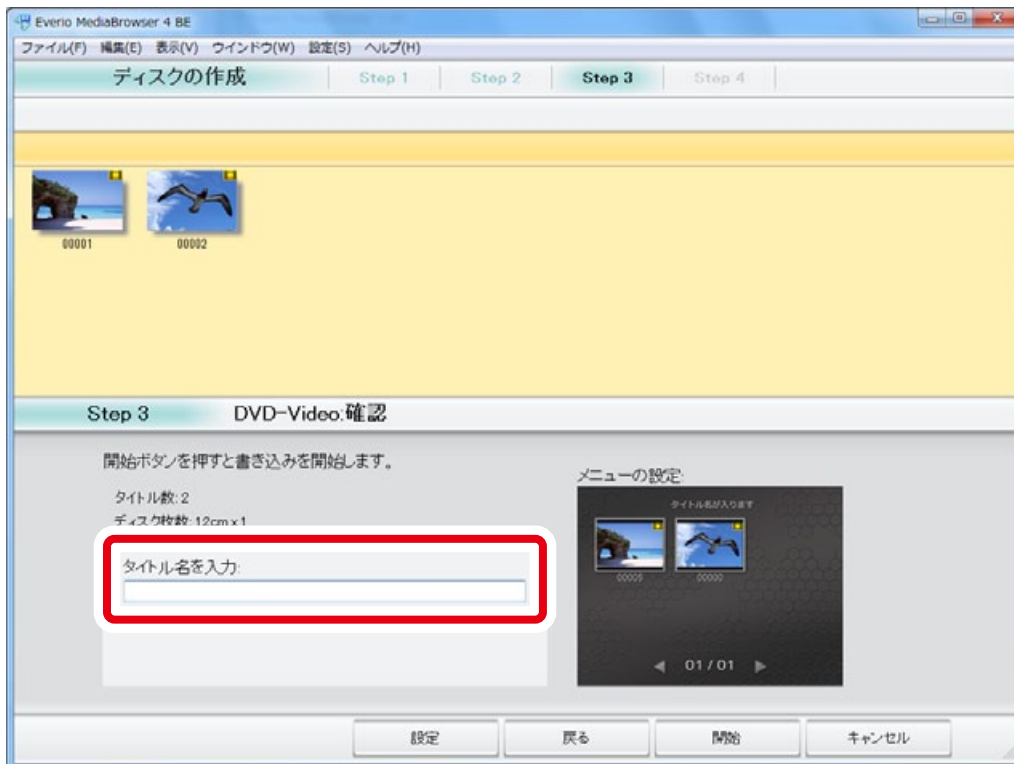 Everio MediaBrowser 4 BE
ファイル(F) 編集(E) 表示(V) ウインドウ(W) 設定(S) ヘルプ(H)
ディスクの作成 Step 1 Step 2 Step 3 Step 4
00001 00002
Step 3 DVD-Video:確認
開始ボタンを押すと書き込みを開始します。
タイトル数: 2
ディスク枚数: 12cm x 1
タイトル名を入力:
メニューの設定:
タイトル名が入ります
00005 00000
01 / 01
設定 戻る 開始 キャンセル